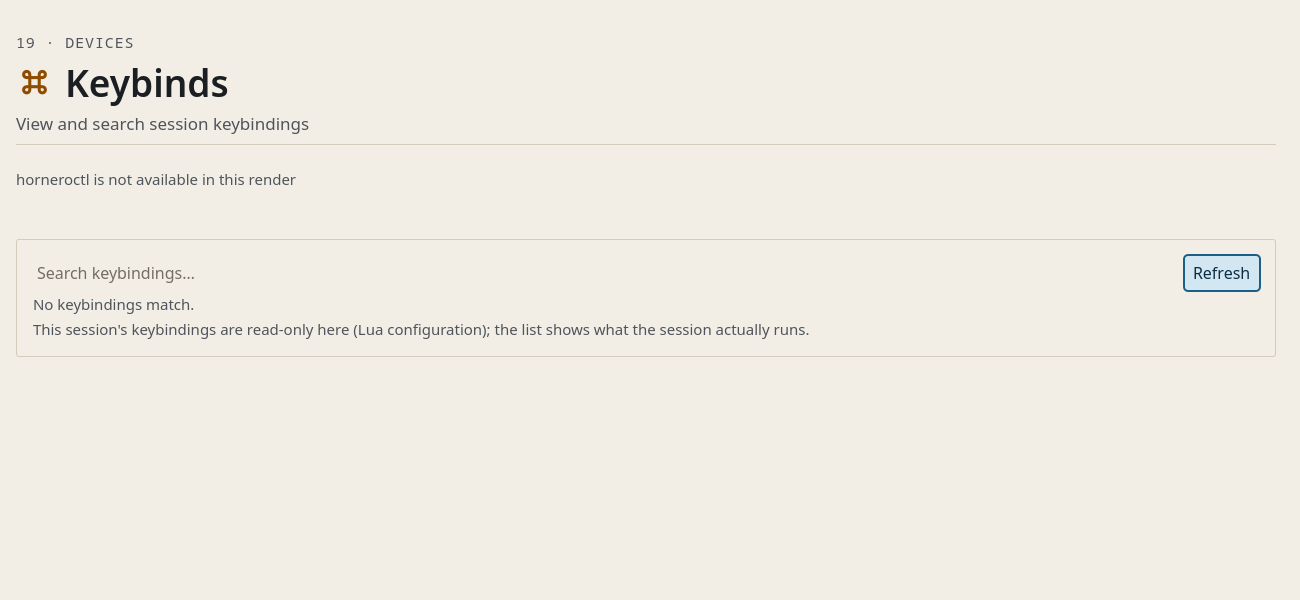 19 · DEVICES
⌘ Keybinds
View and search session keybindings
horneroctl is not available in this render
Search keybindings...
Refresh
No keybindings match.
This session's keybindings are read-only here (Lua configuration); the list shows what the session actually runs.